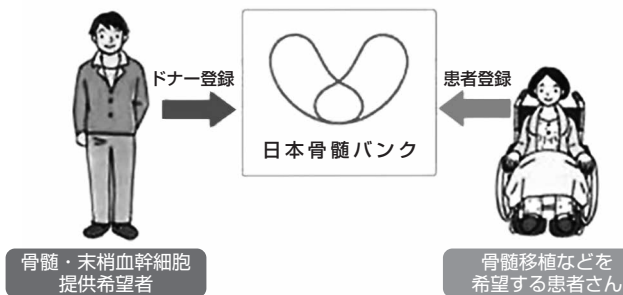 ドナー登録
患者登録
日本骨髄バンク
骨髄・末梢血幹細胞
提供希望者
骨髄移植などを
希望する患者さん